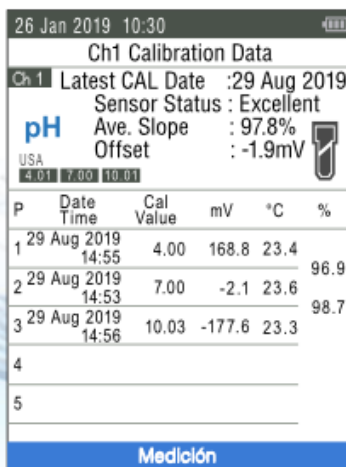 26 Jan 2019 10:30
Ch1 Calibration Data
Ch 1 Latest CAL Date :29 Aug 2019
Sensor Status : Excellent
pH Ave. Slope : 97.8%
USA Offset : -1.9mV
4.01 7.00 10.01
P Date Time Cal Value mV °C %
1 29 Aug 2019 14:55 4.00 168.8 23.4
96.9
2 29 Aug 2019 14:53 7.00 -2.1 23.6
98.7
3 29 Aug 2019 14:56 10.03 -177.6 23.3
4
5
Medición